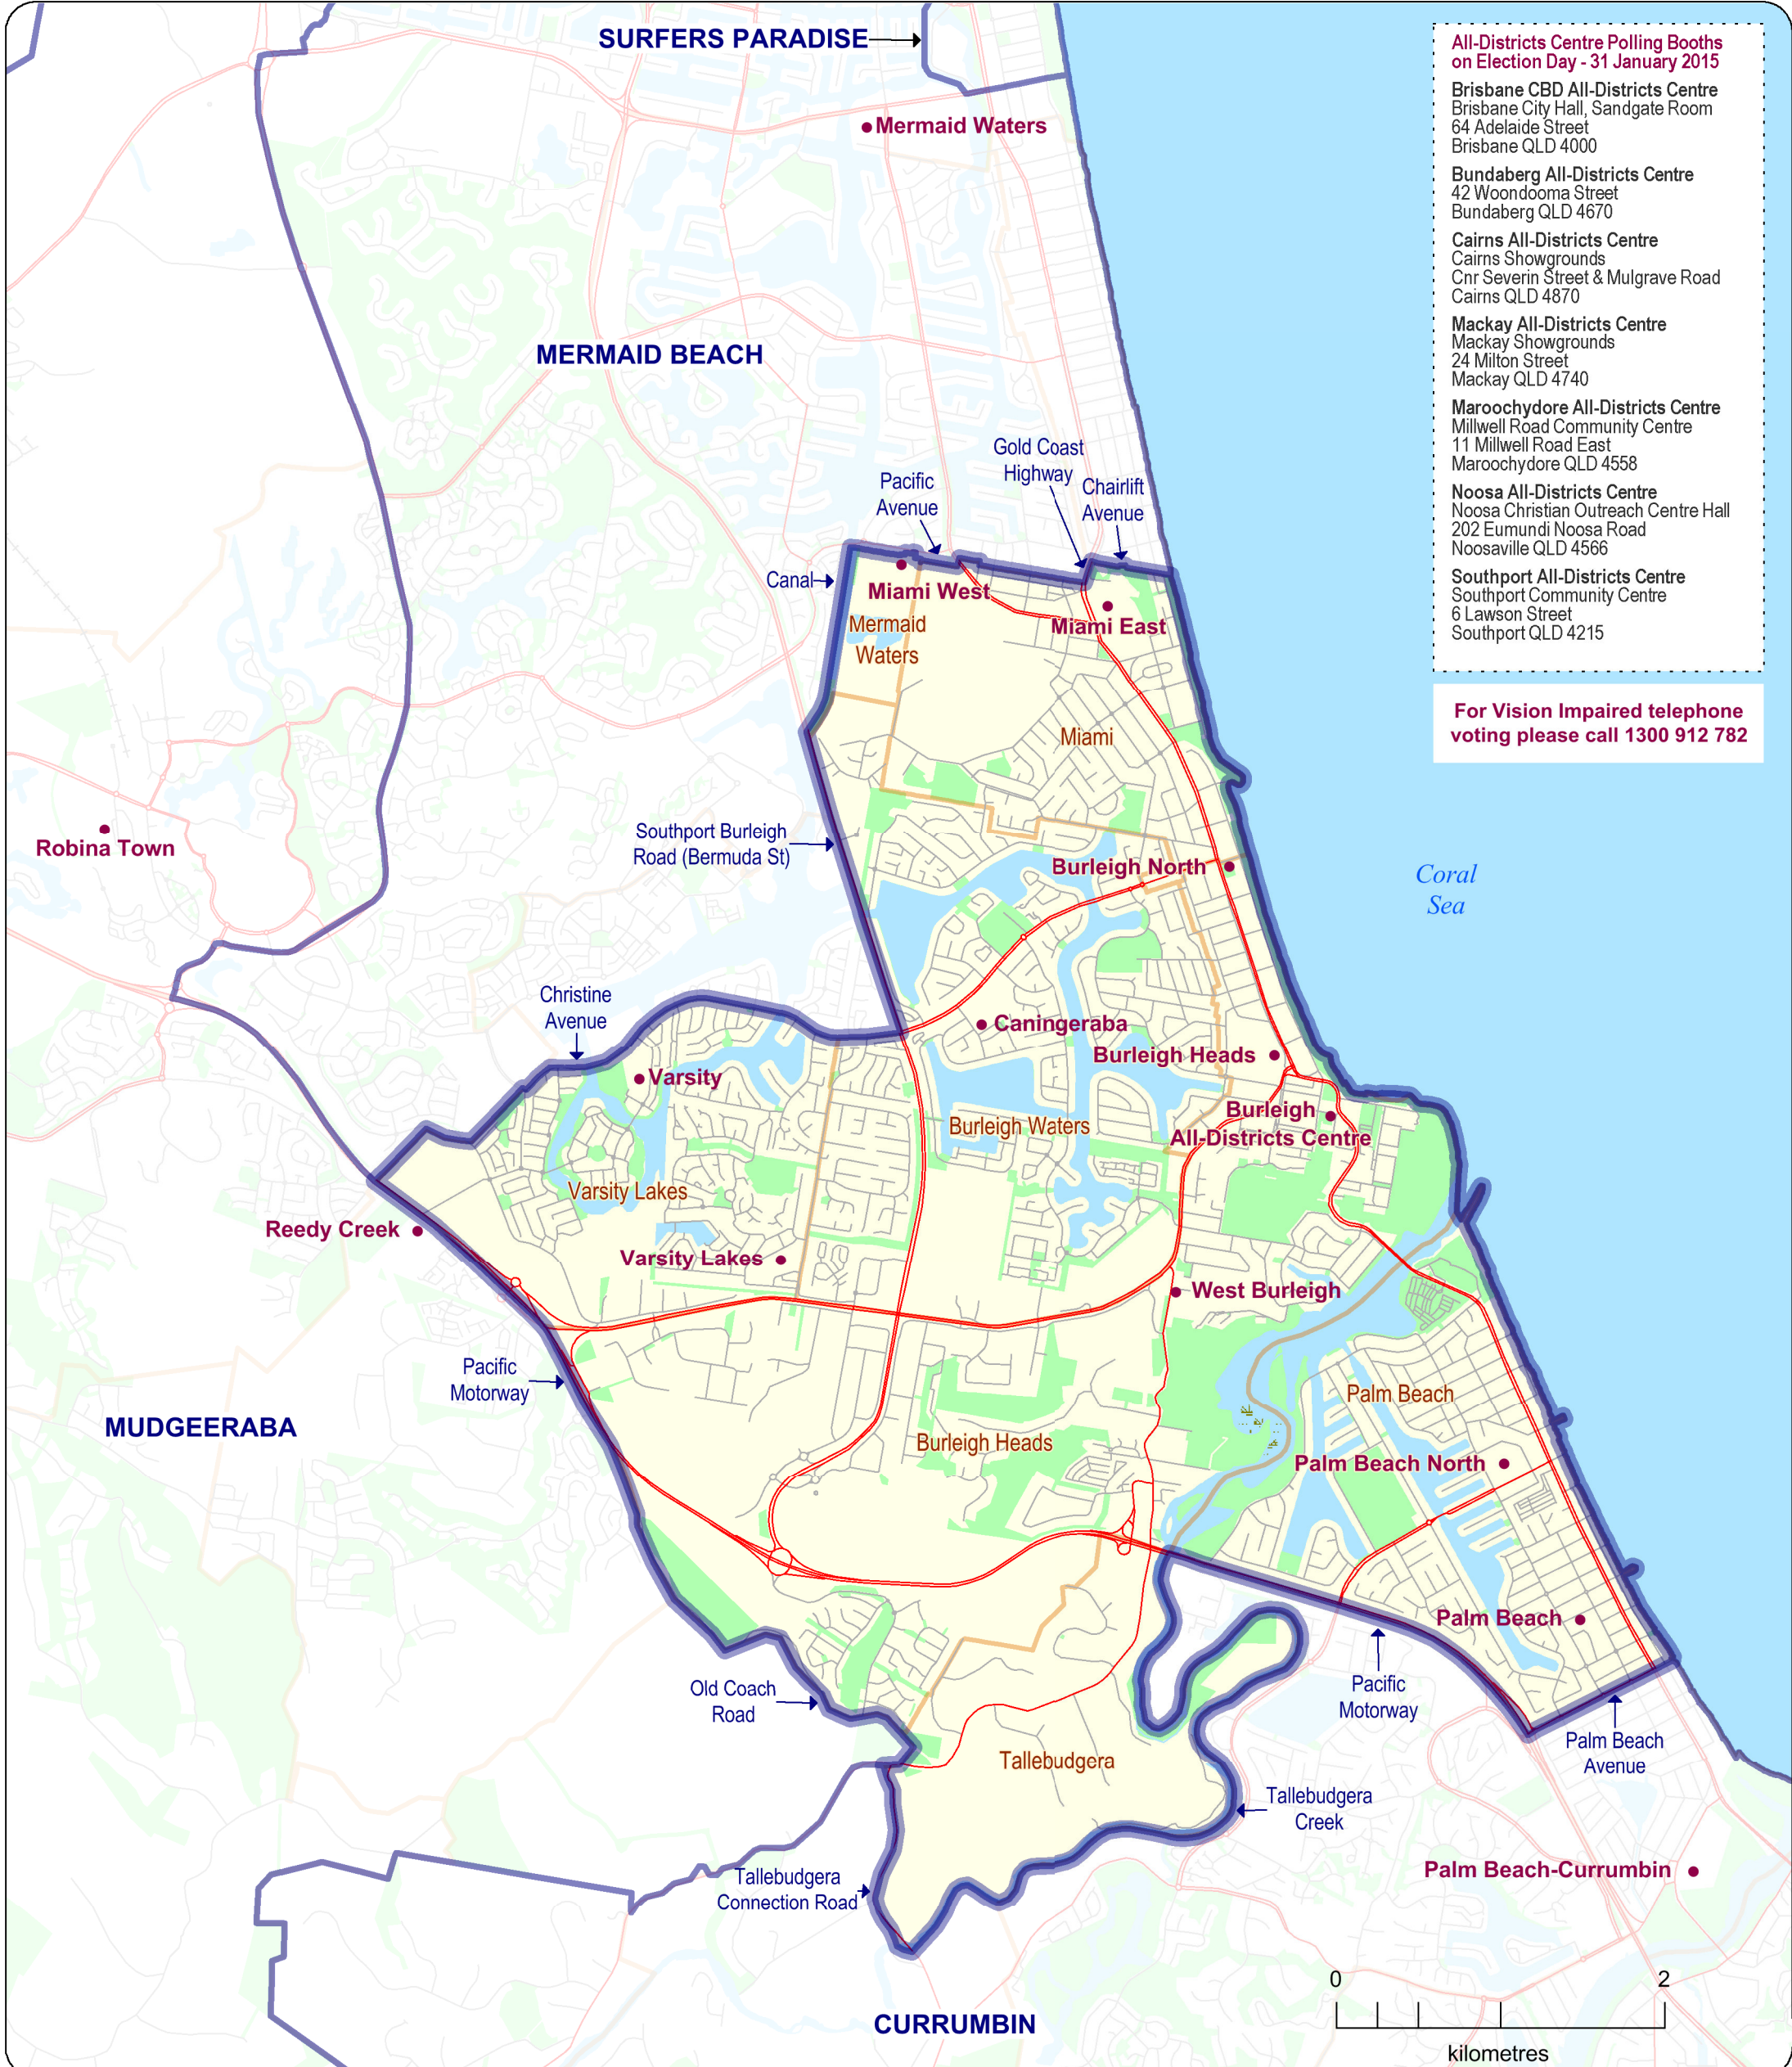 SURFERS PARADISE
All-Districts Centre Polling Booths
on Election Day - 31 January 2015
Brisbane CBD All-Districts Centre
Brisbane City Hall, Sandgate Room
64 Adelaide Street
Brisbane QLD 4000
Bundaberg All-Districts Centre
42 Woondooma Street
Bundaberg QLD 4670
Cairns All-Districts Centre
Cairns Showgrounds
Cnr Severin Street & Mulgrave Road
Cairns QLD 4870
Mackay All-Districts Centre
Mackay Showgrounds
24 Milton Street
Mackay QLD 4740
Maroochydore All-Districts Centre
Millwell Road Community Centre
11 Millwell Road East
Maroochydore QLD 4558
Noosa All-Districts Centre
Noosa Christian Outreach Centre Hall
202 Eumundi Noosa Road
Noosaville QLD 4566
Southport All-Districts Centre
Southport Community Centre
6 Lawson Street
Southport QLD 4215
For Vision Impaired telephone
voting please call 1300 912 782
Mermaid Waters
MERMAID BEACH
Gold Coast
Highway
Pacific
Avenue
Chairlift
Avenue
Canal
Miami West
Mermaid
Waters
Miami East
Miami
Southport Burleigh
Road (Bermuda St)
Robina Town
Burleigh North
Coral
Sea
Christine
Avenue
Caningeraba
Burleigh Heads
Varsity
Burleigh
All-Districts Centre
Burleigh Waters
Varsity Lakes
Reedy Creek
Varsity Lakes
West Burleigh
Pacific
Motorway
Palm Beach
MUDGEERABA
Burleigh Heads
Palm Beach North
Palm Beach
Old Coach
Road
Pacific
Motorway
Palm Beach
Avenue
Tallebudgera
Tallebudgera
Creek
Tallebudgera
Connection Road
Palm Beach-Currumbin
CURRUMBIN
0 2
kilometres